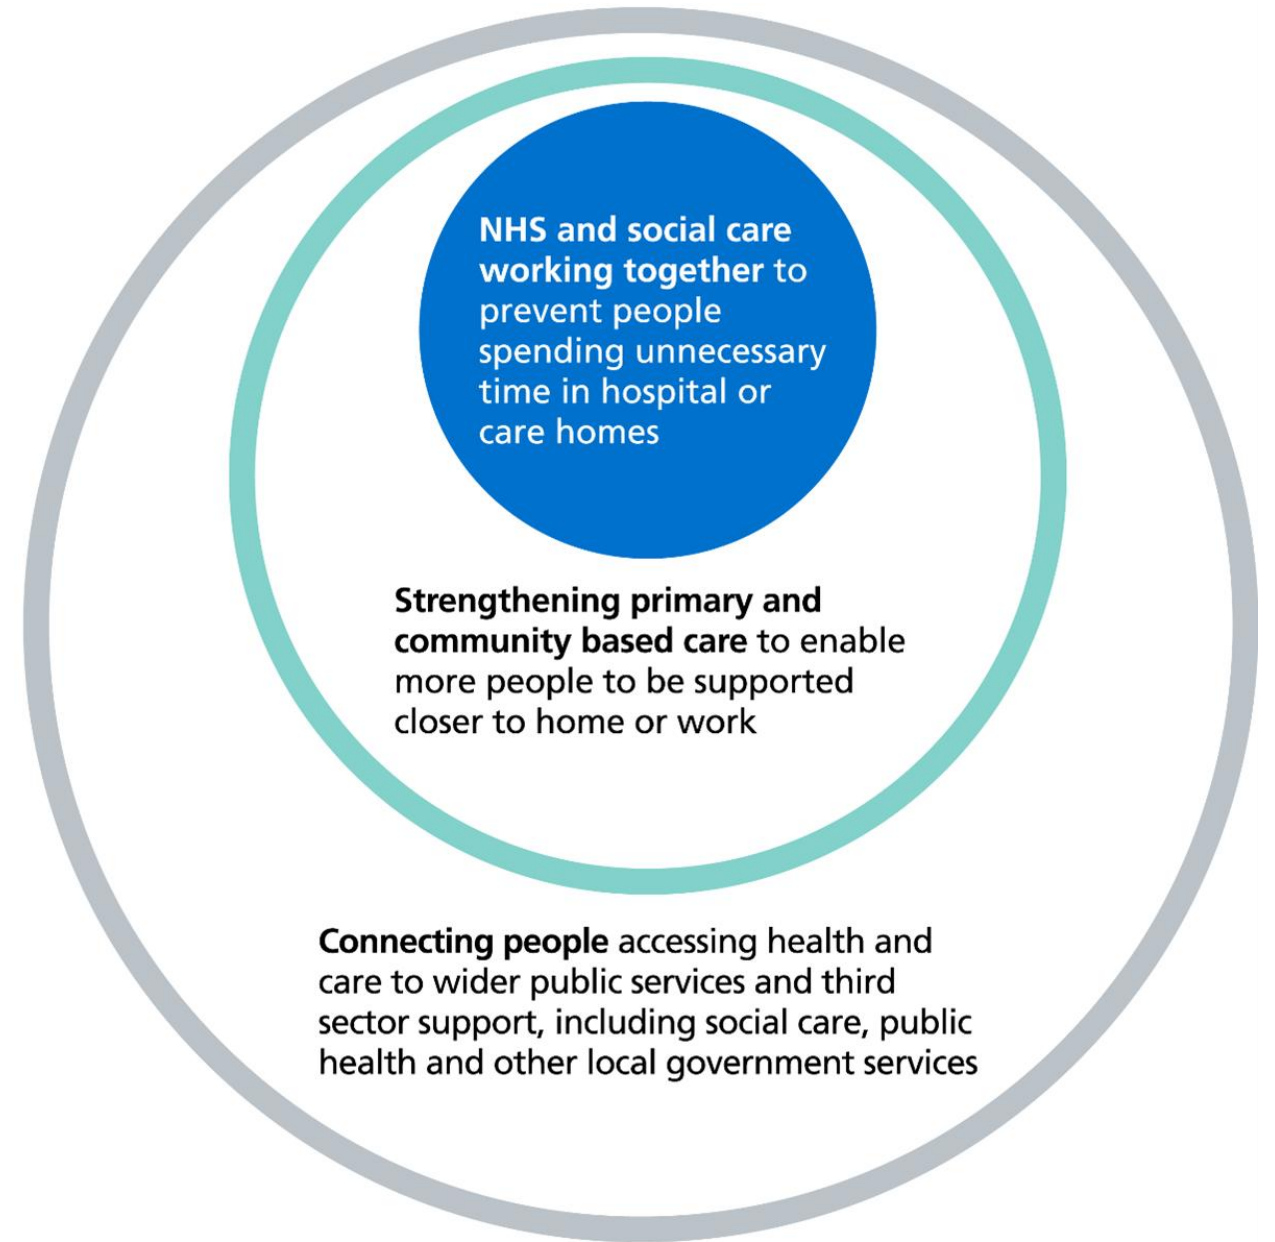 NHS and social care
working together to
prevent people
spending unnecessary
time in hospital or
care homes
Strengthening primary and
community based care to enable
more people to be supported
closer to home or work
Connecting people accessing health and
care to wider public services and third
sector support, including social care, public
health and other local government services